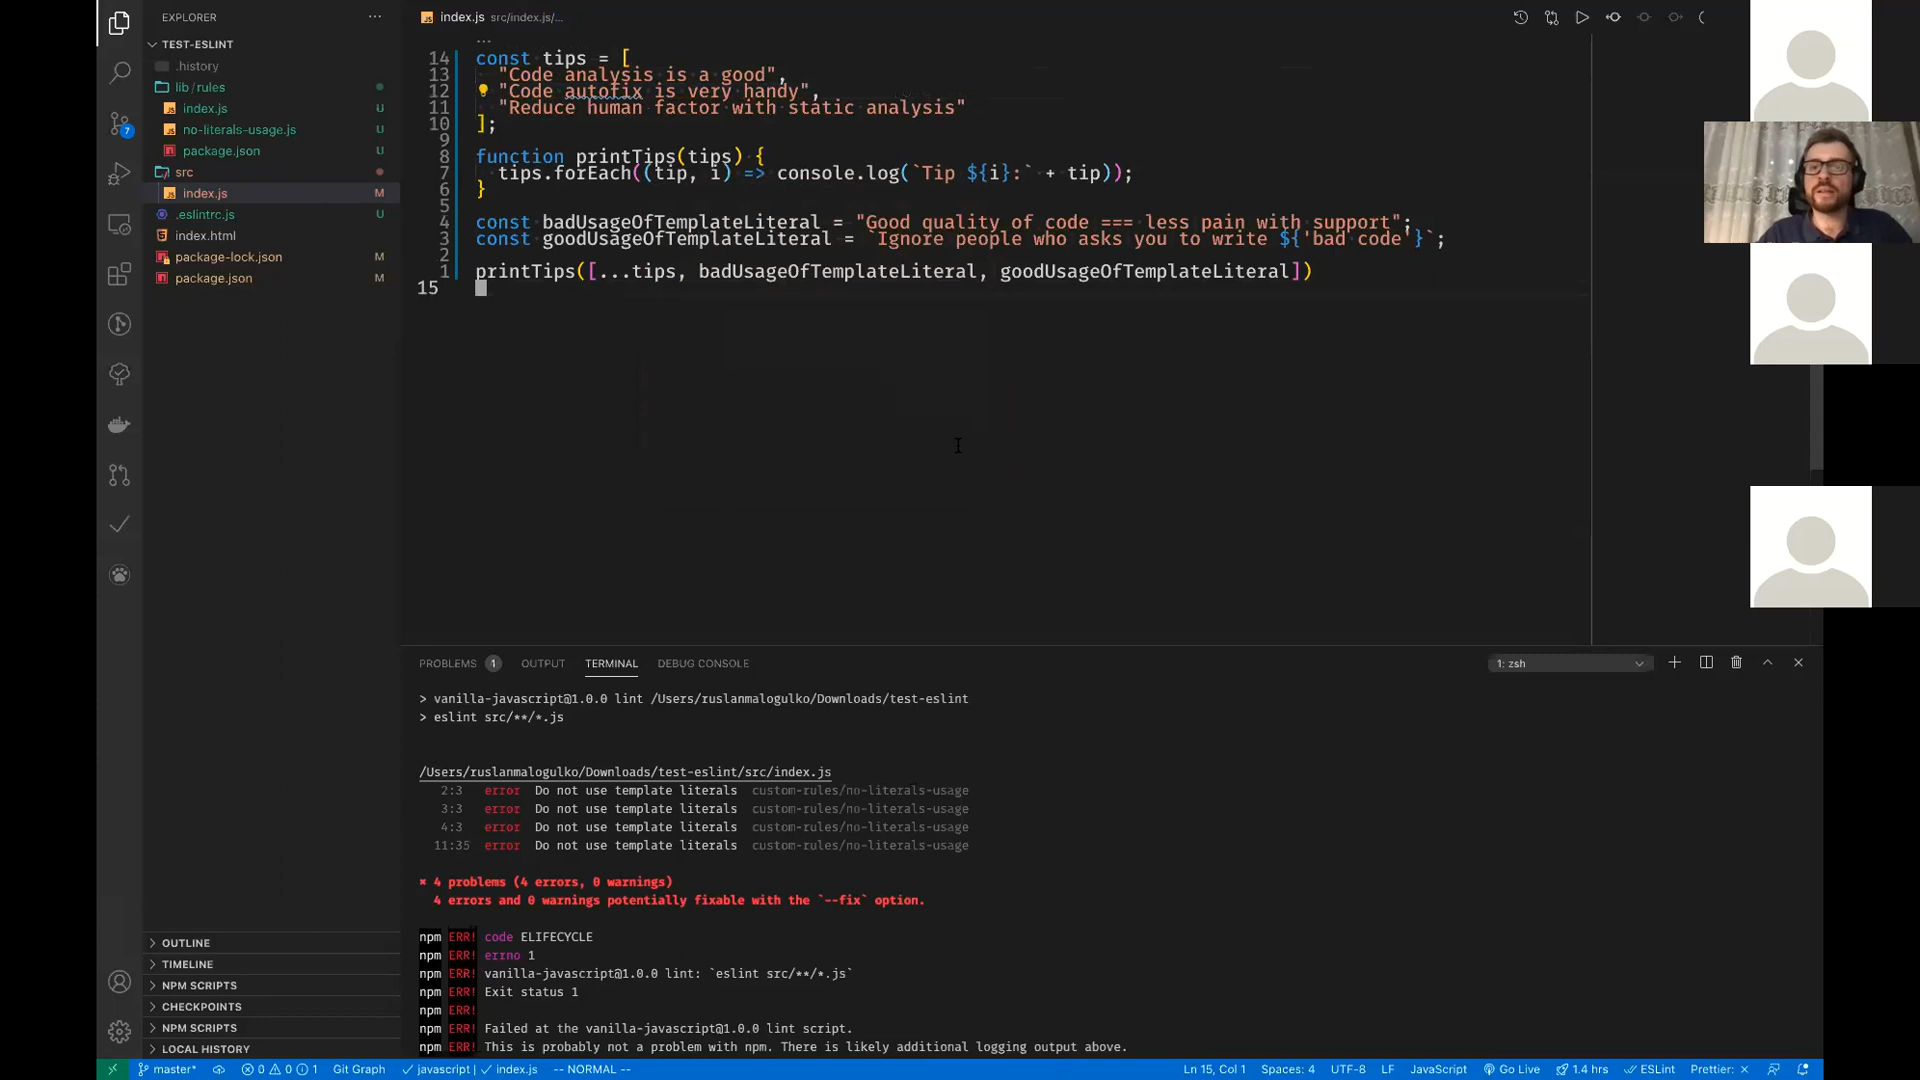 EXPLORER
TEST-ESLINT
.history
lib/rules
index.js U
no-literals-usage.js U
package.json U
src
index.js M
.eslintrc.js U
index.html
package-lock.json M
package.json M
OUTLINE
TIMELINE
NPM SCRIPTS
CHECKPOINTS
NPM SCRIPTS
LOCAL HISTORY
7
index.js src/index.js/...
14 const tips = [
13 "Code analysis is a good",
12 "Code autofix is very handy",
11 "Reduce human factor with static analysis"
10 ];
9
8 function printTips(tips) {
7 tips.forEach((tip, i) => console.log(`Tip ${i}:` + tip));
6 }
5
4 const badUsageOfTemplateLiteral = "Good quality of code === less pain with support";
3 const goodUsageOfTemplateLiteral = `Ignore people who asks you to write ${'bad code'}`;
2
1 printTips([...tips, badUsageOfTemplateLiteral, goodUsageOfTemplateLiteral])
15
PROBLEMS 1 OUTPUT TERMINAL DEBUG CONSOLE 1: zsh
> vanilla-javascript@1.0.0 lint /Users/ruslanmalogulko/Downloads/test-eslint
> eslint src/**/*.js
/Users/ruslanmalogulko/Downloads/test-eslint/src/index.js
2:3 error Do not use template literals custom-rules/no-literals-usage
3:3 error Do not use template literals custom-rules/no-literals-usage
4:3 error Do not use template literals custom-rules/no-literals-usage
11:35 error Do not use template literals custom-rules/no-literals-usage
✖ 4 problems (4 errors, 0 warnings)
4 errors and 0 warnings potentially fixable with the `--fix` option.
npm ERR! code ELIFECYCLE
npm ERR! errno 1
npm ERR! vanilla-javascript@1.0.0 lint: `eslint src/**/*.js`
npm ERR! Exit status 1
npm ERR!
npm ERR! Failed at the vanilla-javascript@1.0.0 lint script.
npm ERR! This is probably not a problem with npm. There is likely additional logging output above.
master* 0 0 1 Git Graph ✓ javascript | ✓ index.js -- NORMAL -- Ln 15, Col 1 Spaces: 4 UTF-8 LF JavaScript Go Live 1.4 hrs ESLint Prettier: ×